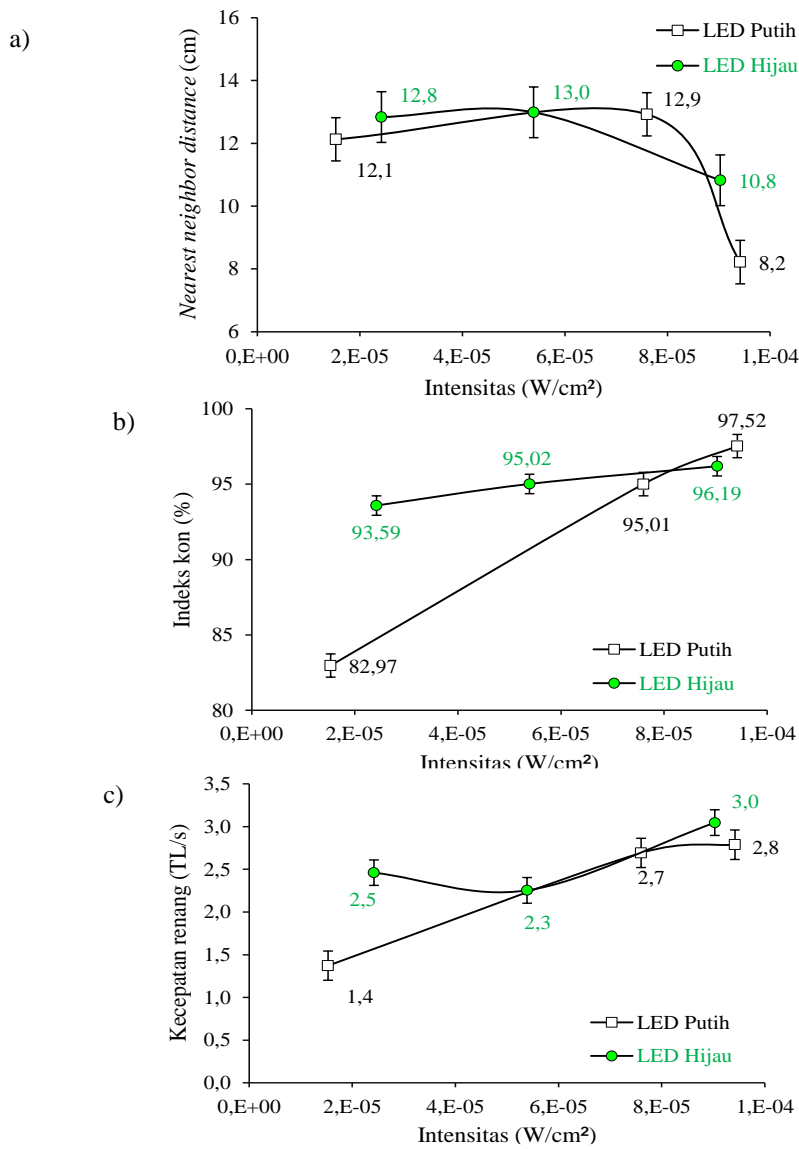 a)
Nearest neighbor distance (cm)
16
14
12
10
8
6
LED Putih
LED Hijau
12,8
13,0
12,9
12,1
10,8
8,2
0,E+00 2,E-05 4,E-05 6,E-05 8,E-05 1,E-04
Intensitas (W/cm²)
b)
Indeks kon (%)
100
95
90
85
80
97,52
95,02
93,59
96,19
95,01
82,97
LED Putih
LED Hijau
0,E+00 2,E-05 4,E-05 6,E-05 8,E-05 1,E-04
Intensitas (W/cm²)
c)
Kecepatan renang (TL/s)
3,5
3,0
2,5
2,0
1,5
1,0
0,5
0,0
3,0
2,8
2,7
2,5
2,3
1,4
LED Putih
LED Hijau
0,E+00 2,E-05 4,E-05 6,E-05 8,E-05 1,E-04
Intensitas (W/cm²)